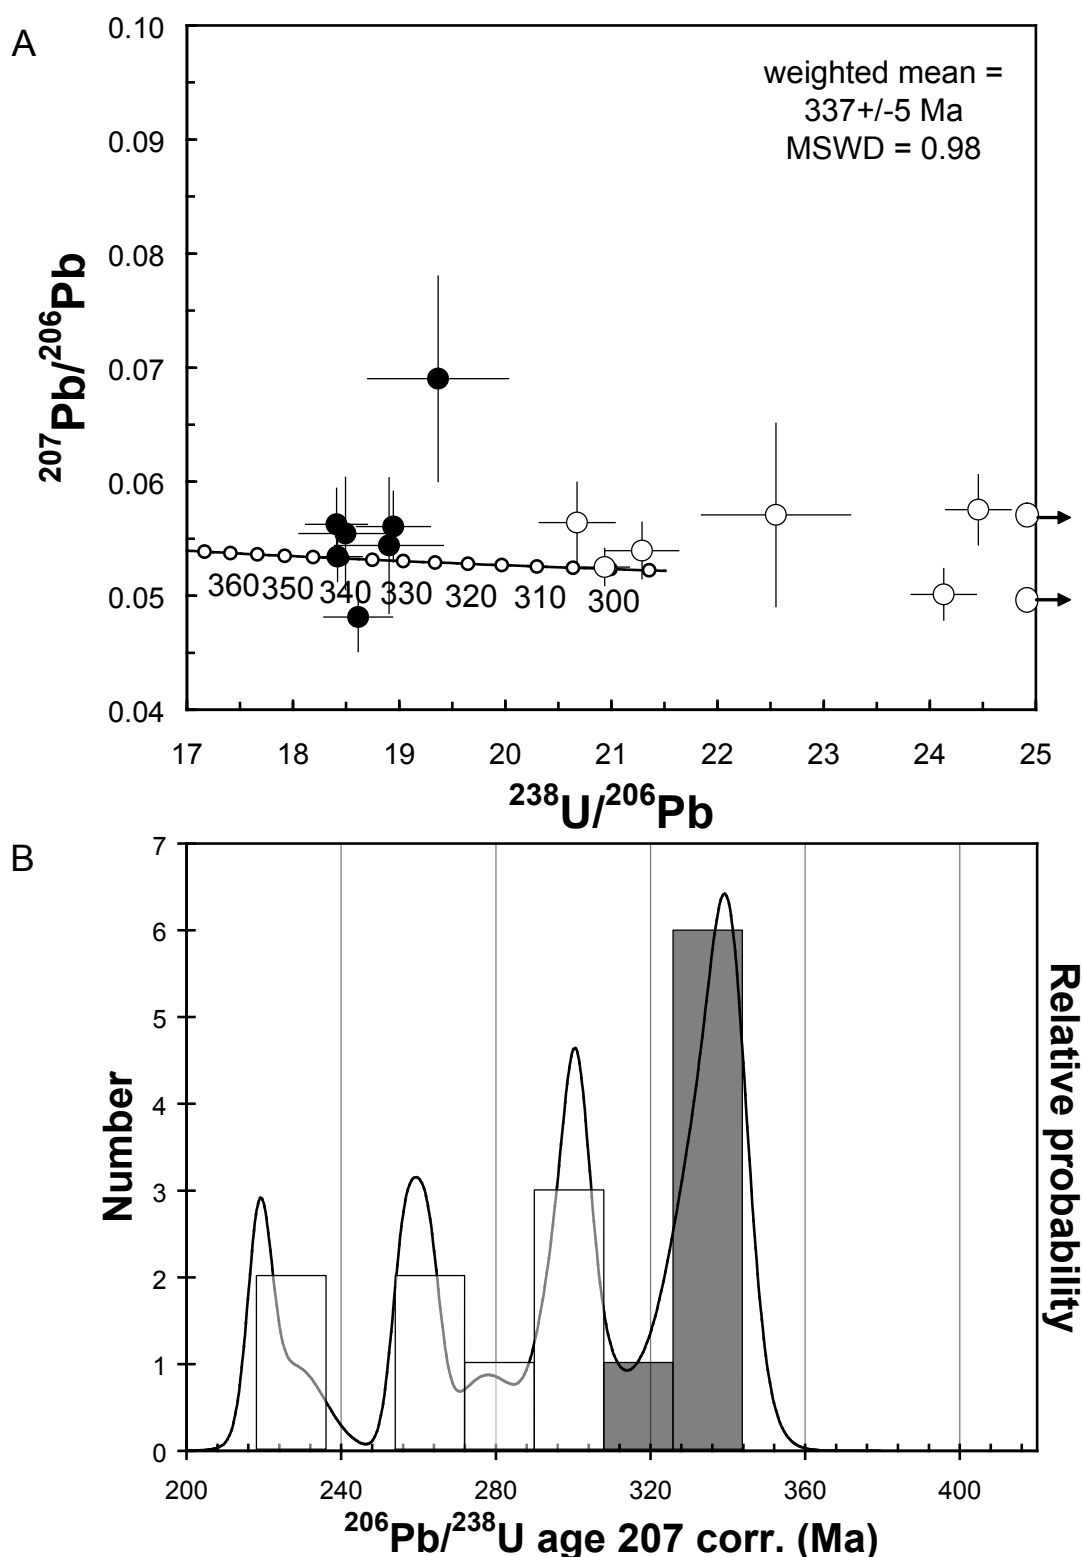 A
weighted mean =
337+/-5 Ma
MSWD = 0.98
0.10
0.09
0.08
0.07
0.06
0.05
0.04
²⁰⁷Pb/²⁰⁶Pb
360 350 340 330 320 310 300
17 18 19 20 21 22 23 24 25
²³⁸U/²⁰⁶Pb
B
7
6
5
4
3
2
1
0
Number
Relative probability
200 240 280 320 360 400
²⁰⁶Pb/²³⁸U age 207 corr. (Ma)